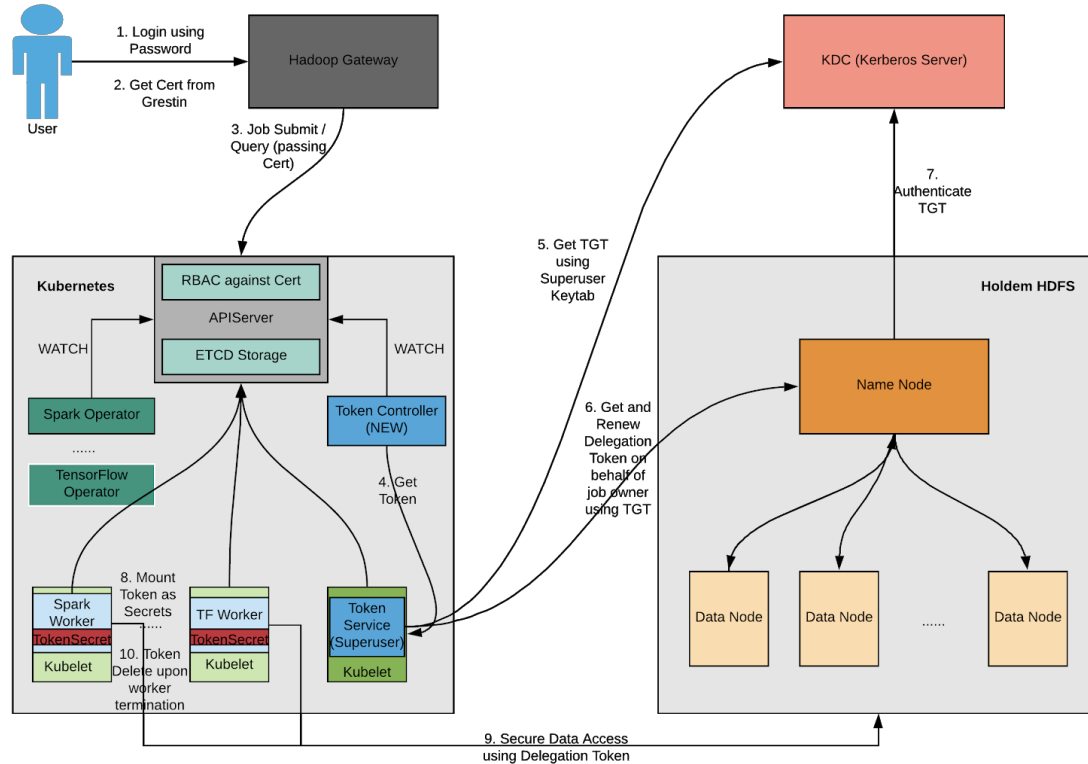 1. Login using
Password
2. Get Cert from
Grestin
User
Hadoop Gateway
KDC (Kerberos Server)
3. Job Submit /
Query (passing
Cert)
7.
Authenticate
TGT
5. Get TGT
using
Superuser
Keytab
Kubernetes
RBAC against Cert
APIServer
ETCD Storage
WATCH
WATCH
Spark Operator
......
TensorFlow
Operator
Token Controller
(NEW)
4. Get
Token
Holdem HDFS
Name Node
6. Get and
Renew
Delegation
Token on
behalf of
job owner
using TGT
Data Node
Data Node
......
Data Node
Spark
Worker
TokenSecret
Kubelet
8. Mount
Token as
Secrets
......
10. Token
Delete upon
worker
termination
TF Worker
TokenSecret
Kubelet
Token
Service
(Superuser)
Kubelet
9. Secure Data Access
using Delegation Token